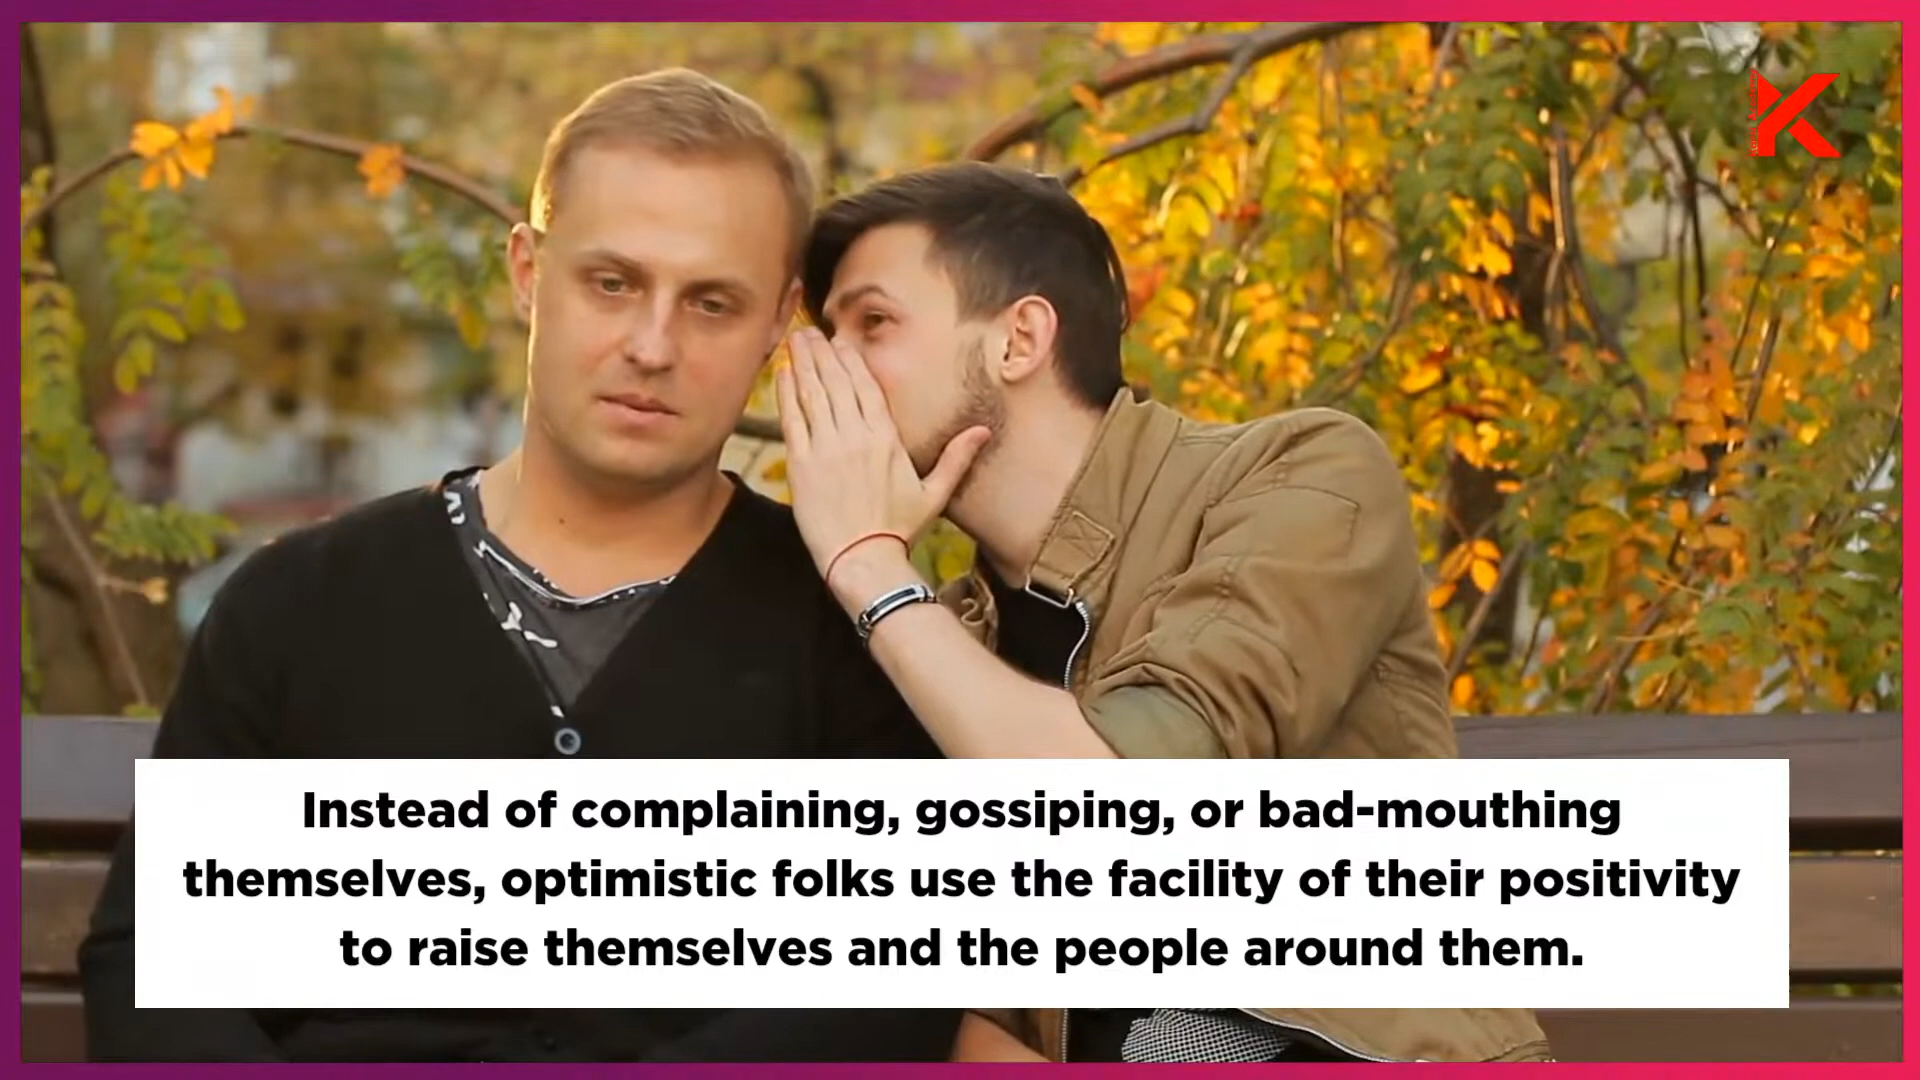 K
Instead of complaining, gossiping, or bad-mouthing
themselves, optimistic folks use the facility of their positivity
to raise themselves and the people around them.